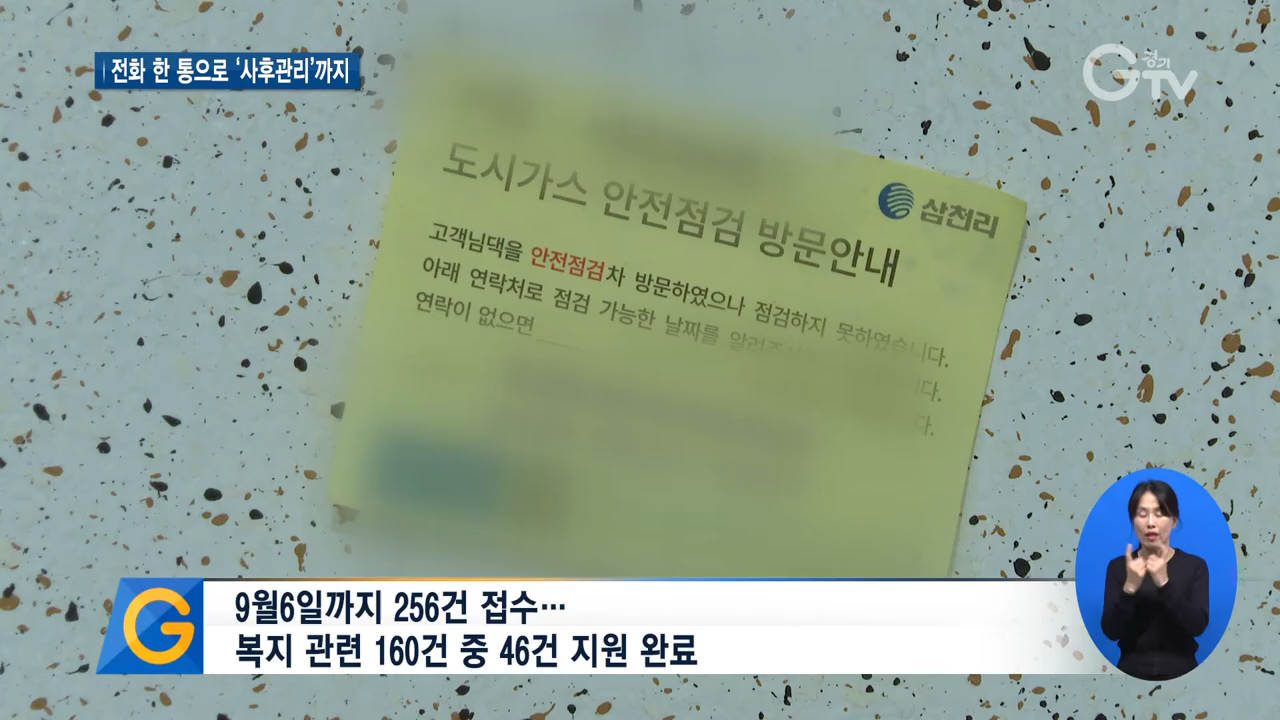 전화 한 통으로 '사후관리'까지
경기
GTV
도시가스 안전점검 방문안내
삼천리
고객님댁을 안전점검차 방문하였으나 점검하지 못하였습니다.
아래 연락처로 점검 가능한 날짜를
연락이 없으면
G
9월6일까지 256건 접수…
복지 관련 160건 중 46건 지원 완료